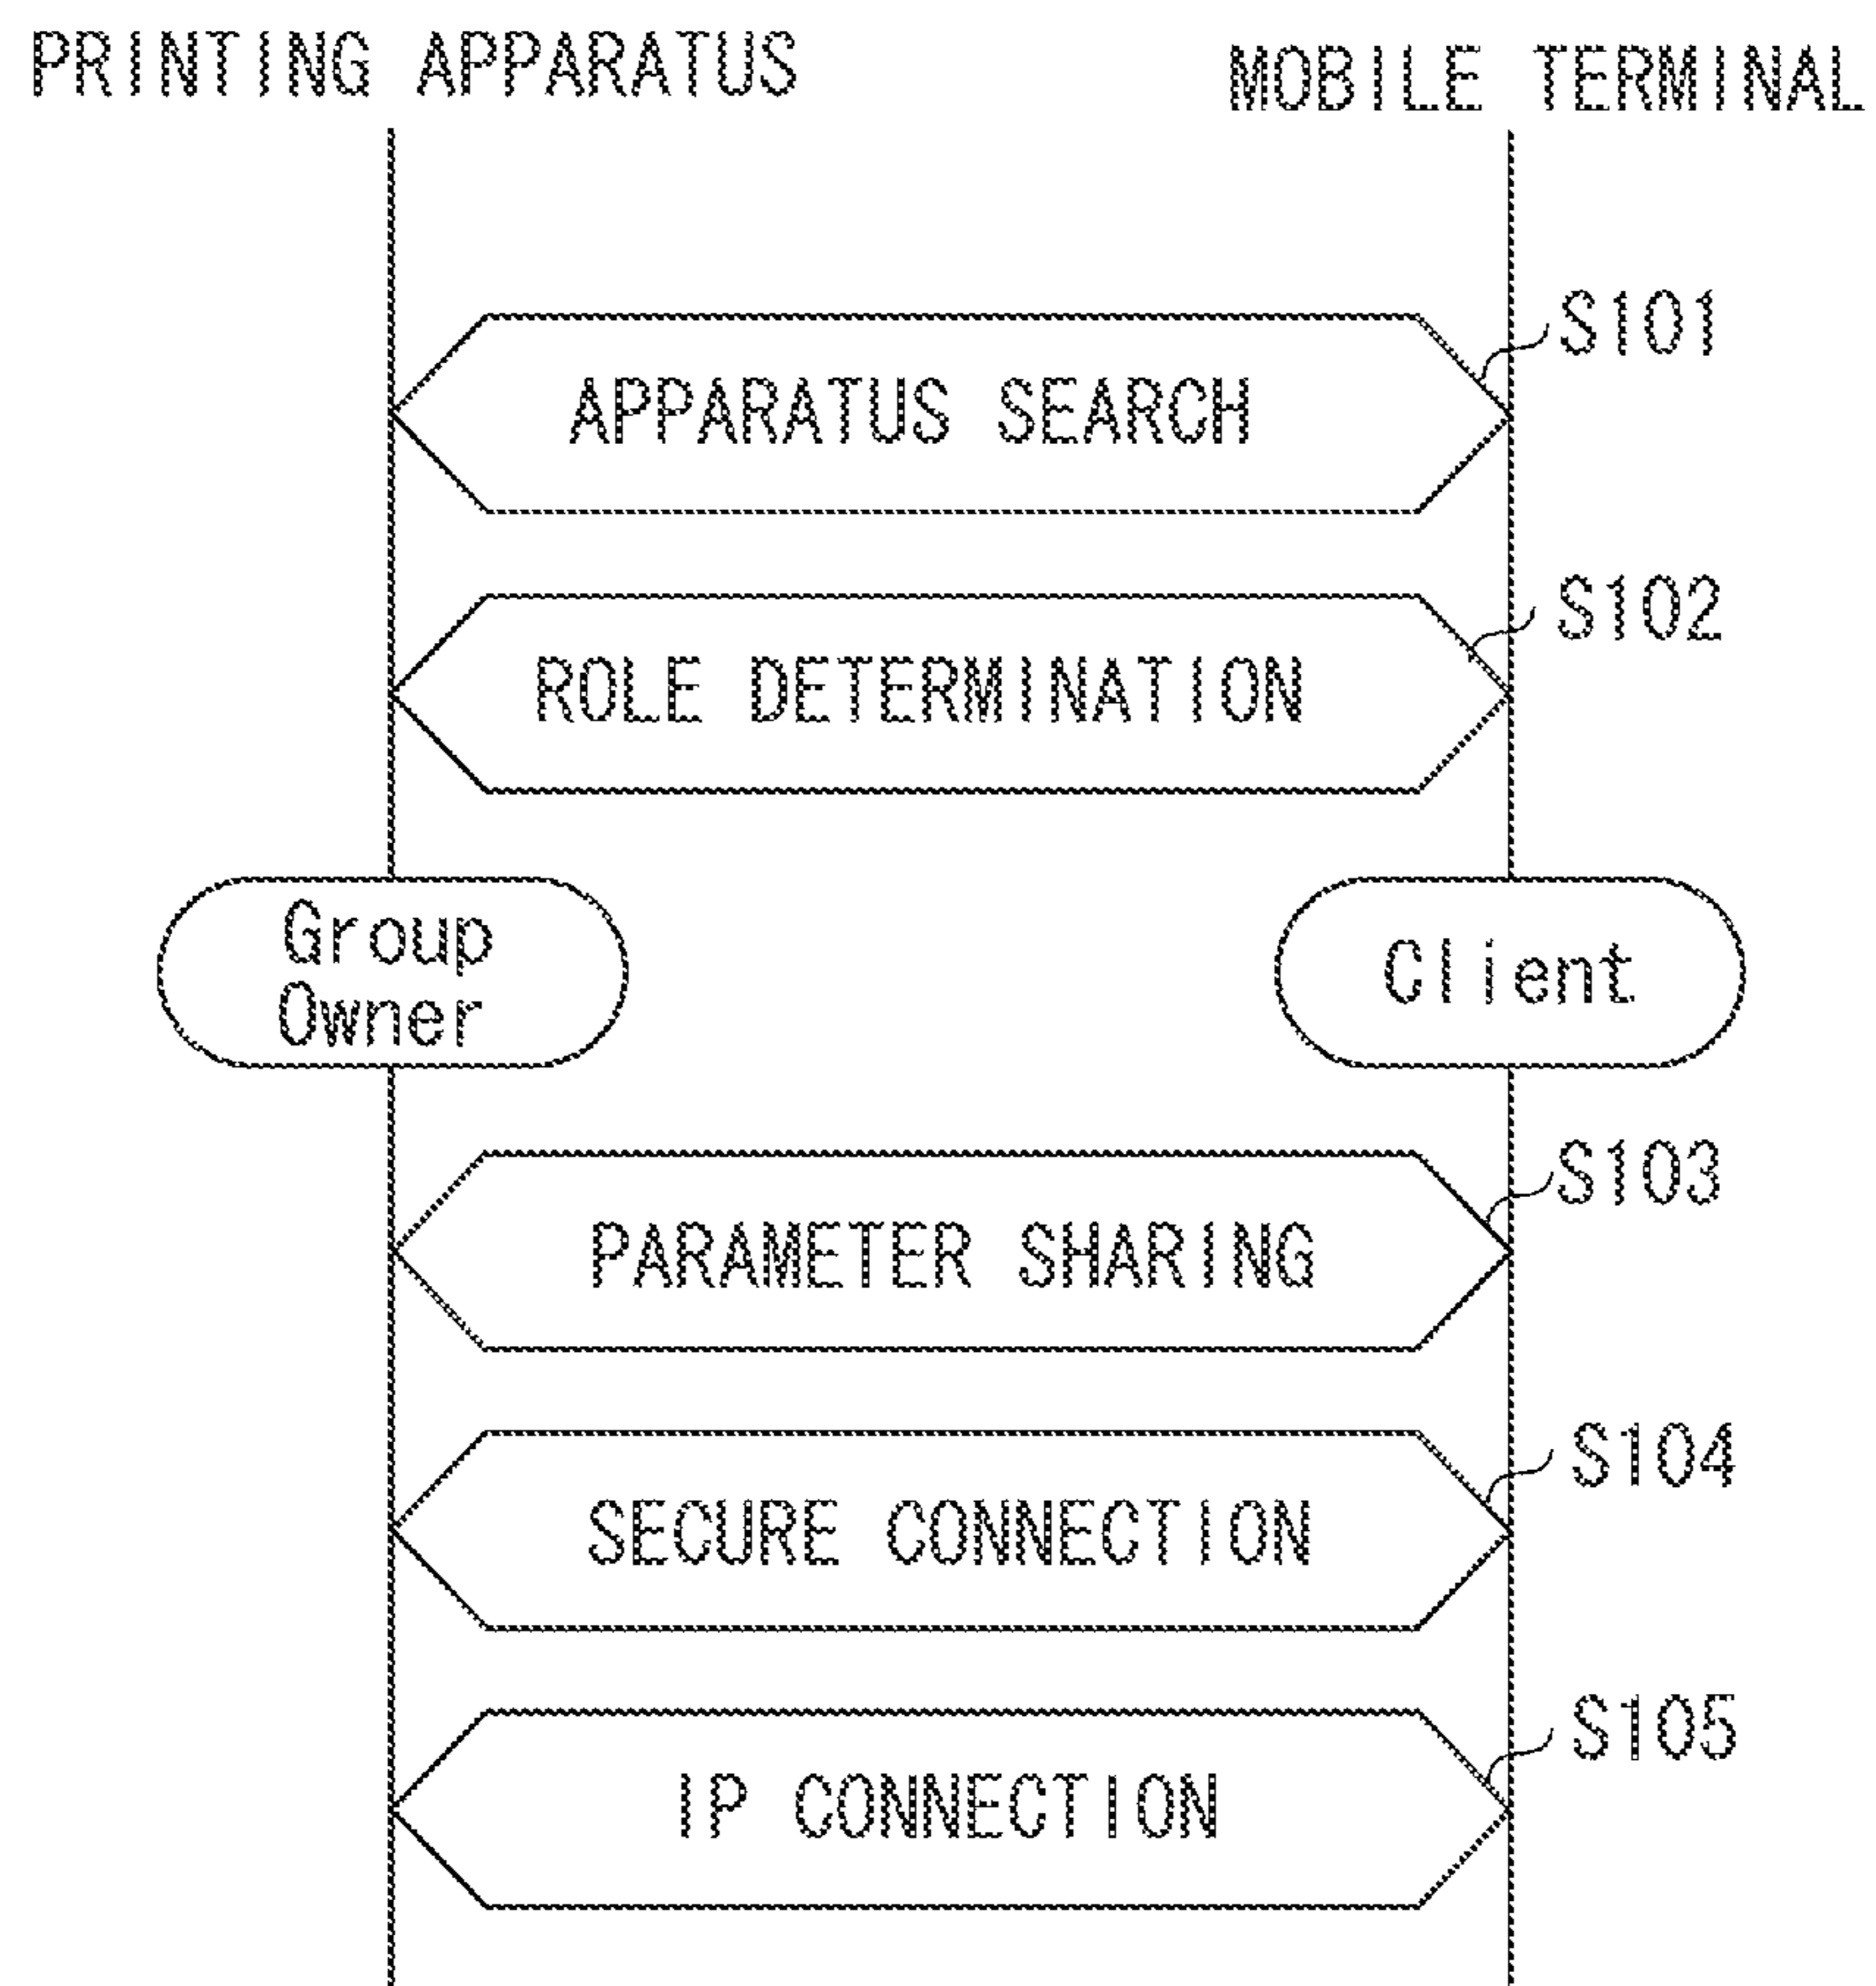 PRINTING APPARATUS
MOBILE TERMINAL
S101
APPARATUS SEARCH
S102
ROLE DETERMINATION
Group
Owner
Client
S103
PARAMETER SHARING
S104
SECURE CONNECTION
S105
IP CONNECTION